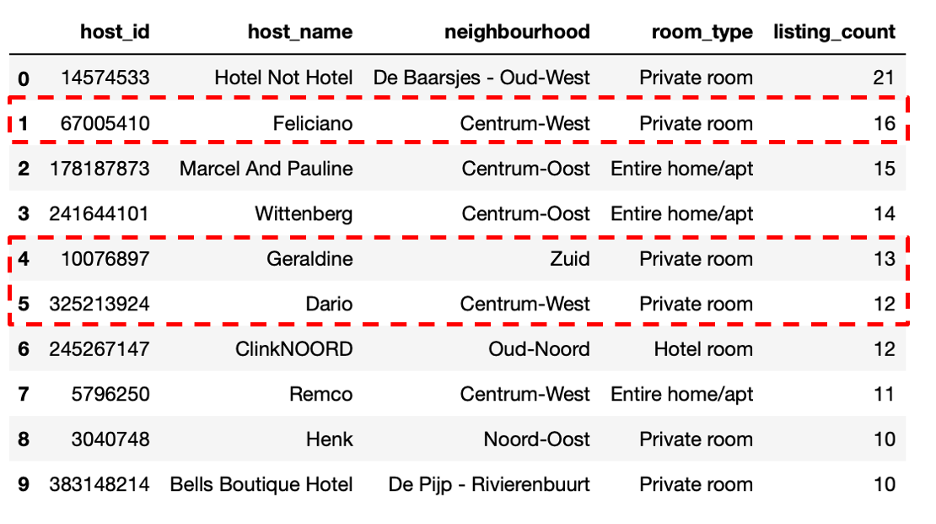 host_id host_name neighbourhood room_type listing_count
0 14574533 Hotel Not Hotel De Baarsjes - Oud-West Private room 21
1 67005410 Feliciano Centrum-West Private room 16
2 178187873 Marcel And Pauline Centrum-Oost Entire home/apt 15
3 241644101 Wittenberg Centrum-Oost Entire home/apt 14
4 10076897 Geraldine Zuid Private room 13
5 325213924 Dario Centrum-West Private room 12
6 245267147 ClinkNOORD Oud-Noord Hotel room 12
7 5796250 Remco Centrum-West Entire home/apt 11
8 3040748 Henk Noord-Oost Private room 10
9 383148214 Bells Boutique Hotel De Pijp - Rivierenbuurt Private room 10